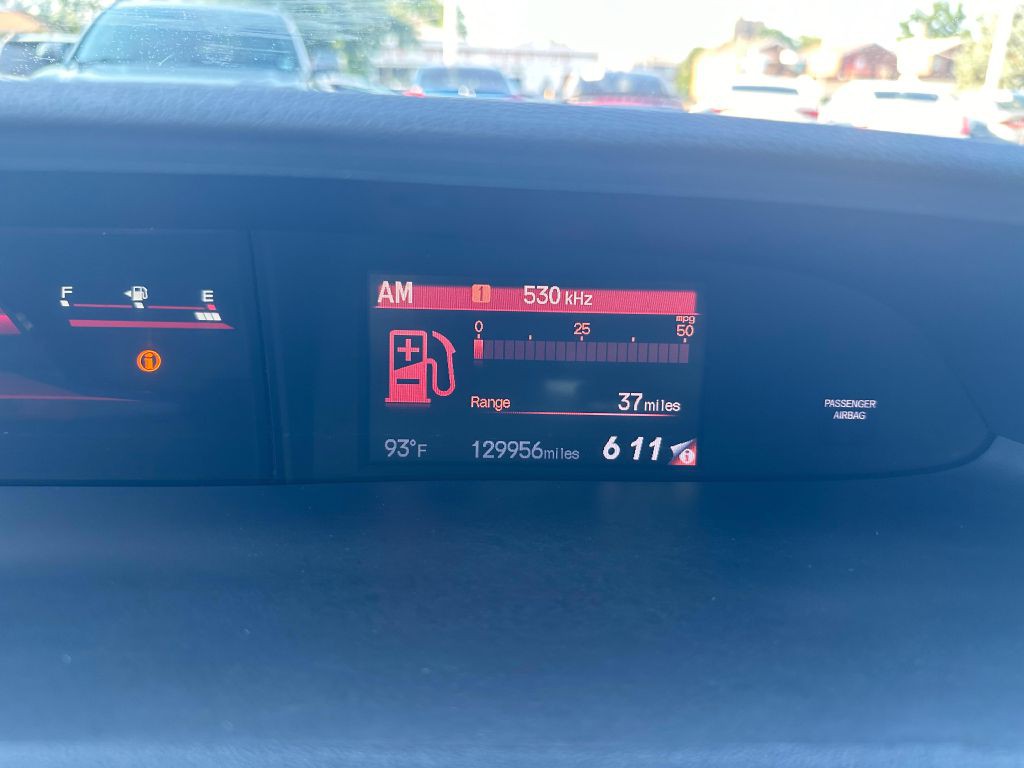 F E
AM 1 530 kHz
mpg
0 25 50
Range 37 miles
93°F 129956 miles 6 11
PASSENGER
AIRBAG